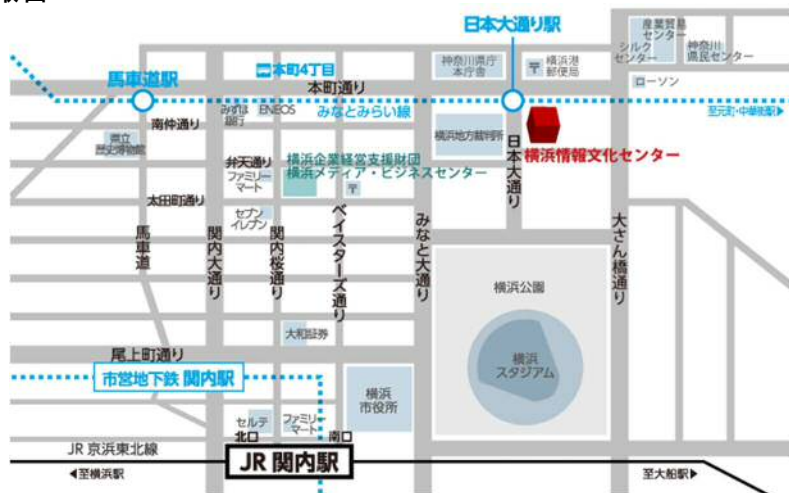 日本大通り駅
産業貿易
センター
シルク
センター
神奈川
県民センター
神奈川県庁
本庁舎
横浜港
郵便局
馬車道駅
本町4丁目
本町通り
ローソン
みなとみらい線
至元町・中華街駅▶
みずほ
銀行
ENEOS
南仲通り
県立
歴史博物館
横浜地方裁判所
日本大通り
横浜情報文化センター
弁天通り
ファミリー
マート
横浜企業経営支援財団
横浜メディア・ビジネスセンター
太田町通り
セブン
イレブン
馬車道
関内大通り
関内桜通り
ベイスターズ通り
みなと大通り
大さん橋通り
横浜公園
大和証券
尾上町通り
横浜
スタジアム
市営地下鉄 関内駅
横浜
市役所
セルテ
ファミリー
マート
北口
南口
JR 京浜東北線
JR 関内駅
◀至横浜駅
至大船駅▶